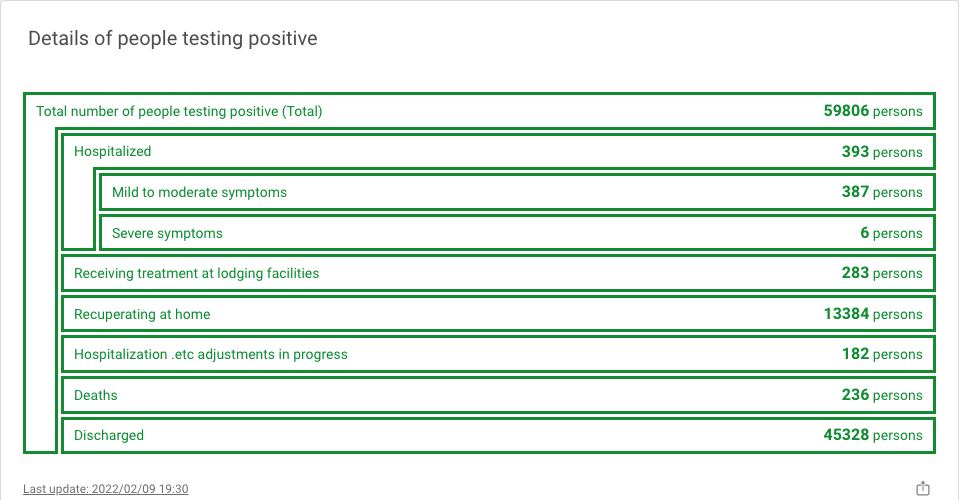 Details of people testing positive
Total number of people testing positive (Total) 59806 persons
Hospitalized 393 persons
Mild to moderate symptoms 387 persons
Severe symptoms 6 persons
Receiving treatment at lodging facilities 283 persons
Recuperating at home 13384 persons
Hospitalization .etc adjustments in progress 182 persons
Deaths 236 persons
Discharged 45328 persons
Last update: 2022/02/09 19:30